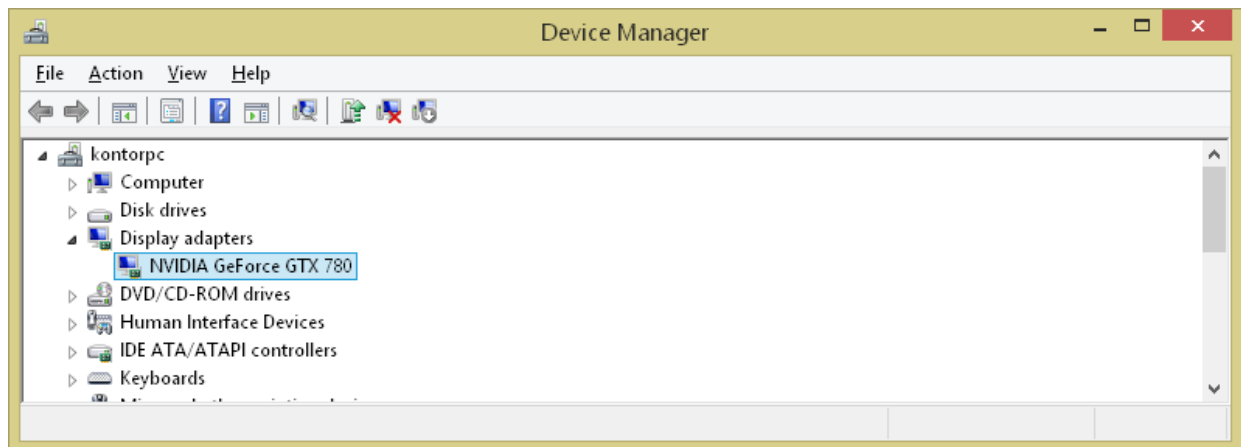 Device Manager
File Action View Help
kontorpc
Computer
Disk drives
Display adapters
NVIDIA GeForce GTX 780
DVD/CD-ROM drives
Human Interface Devices
IDE ATA/ATAPI controllers
Keyboards